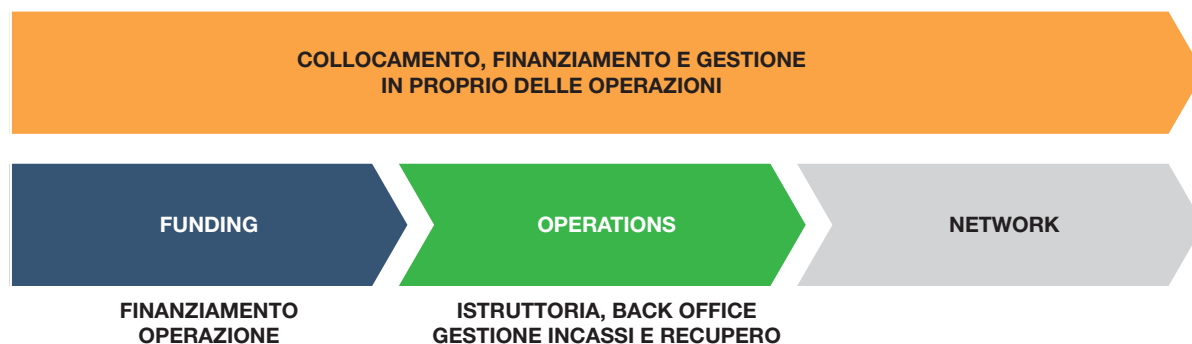 COLLOCAMENTO, FINANZIAMENTO E GESTIONE
IN PROPRIO DELLE OPERAZIONI
FUNDING
OPERATIONS
NETWORK
FINANZIAMENTO
OPERAZIONE
ISTRUTTORIA, BACK OFFICE
GESTIONE INCASSI E RECUPERO